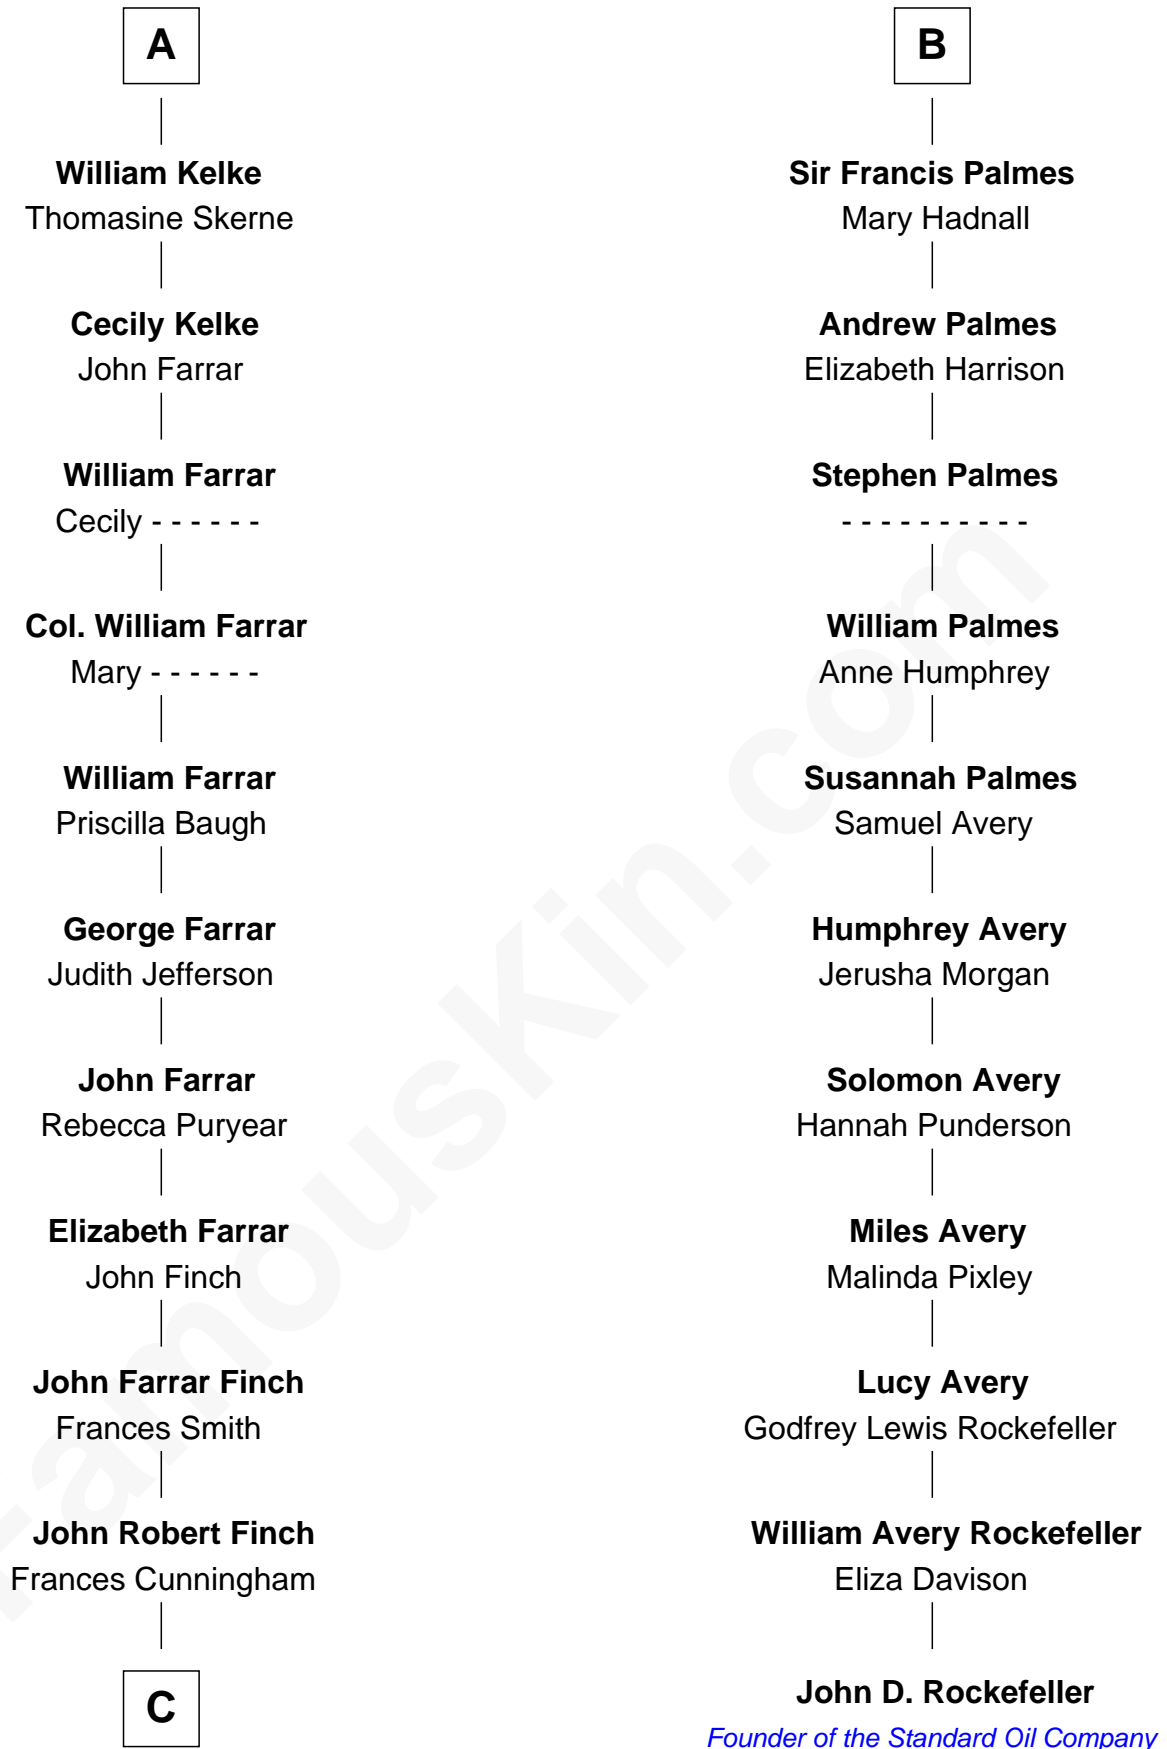 A
William Kelke
Thomasine Skerne
Cecily Kelke
John Farrar
William Farrar
Cecily - - - - - -
Col. William Farrar
Mary - - - - - -
William Farrar
Priscilla Baugh
George Farrar
Judith Jefferson
John Farrar
Rebecca Puryear
Elizabeth Farrar
John Finch
John Farrar Finch
Frances Smith
John Robert Finch
Frances Cunningham
C
B
Sir Francis Palmes
Mary Hadnall
Andrew Palmes
Elizabeth Harrison
Stephen Palmes
- - - - - - - - - -
William Palmes
Anne Humphrey
Susannah Palmes
Samuel Avery
Humphrey Avery
Jerusha Morgan
Solomon Avery
Hannah Punderson
Miles Avery
Malinda Pixley
Lucy Avery
Godfrey Lewis Rockefeller
William Avery Rockefeller
Eliza Davison
John D. Rockefeller
Founder of the Standard Oil Company
FamousKin.com